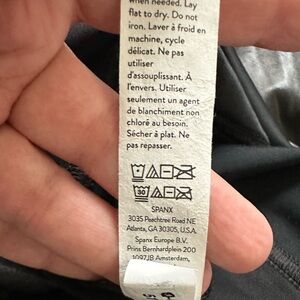 when needed. Lay
flat to dry. Do not
iron. Laver à froid en
machine, cycle
délicat. Ne pas
utiliser
d'assouplissant. À
l'envers. Utiliser
seulement un agent
de blanchiment non
chloré au besoin.
Sécher à plat. Ne
pas repasser.
30
SPANX
3035 Peachtree Road NE
Atlanta, GA 30305, U.S.A.
Spanx Europe B.V.
Prins Bernhardplein 200
1097JB Amsterdam,